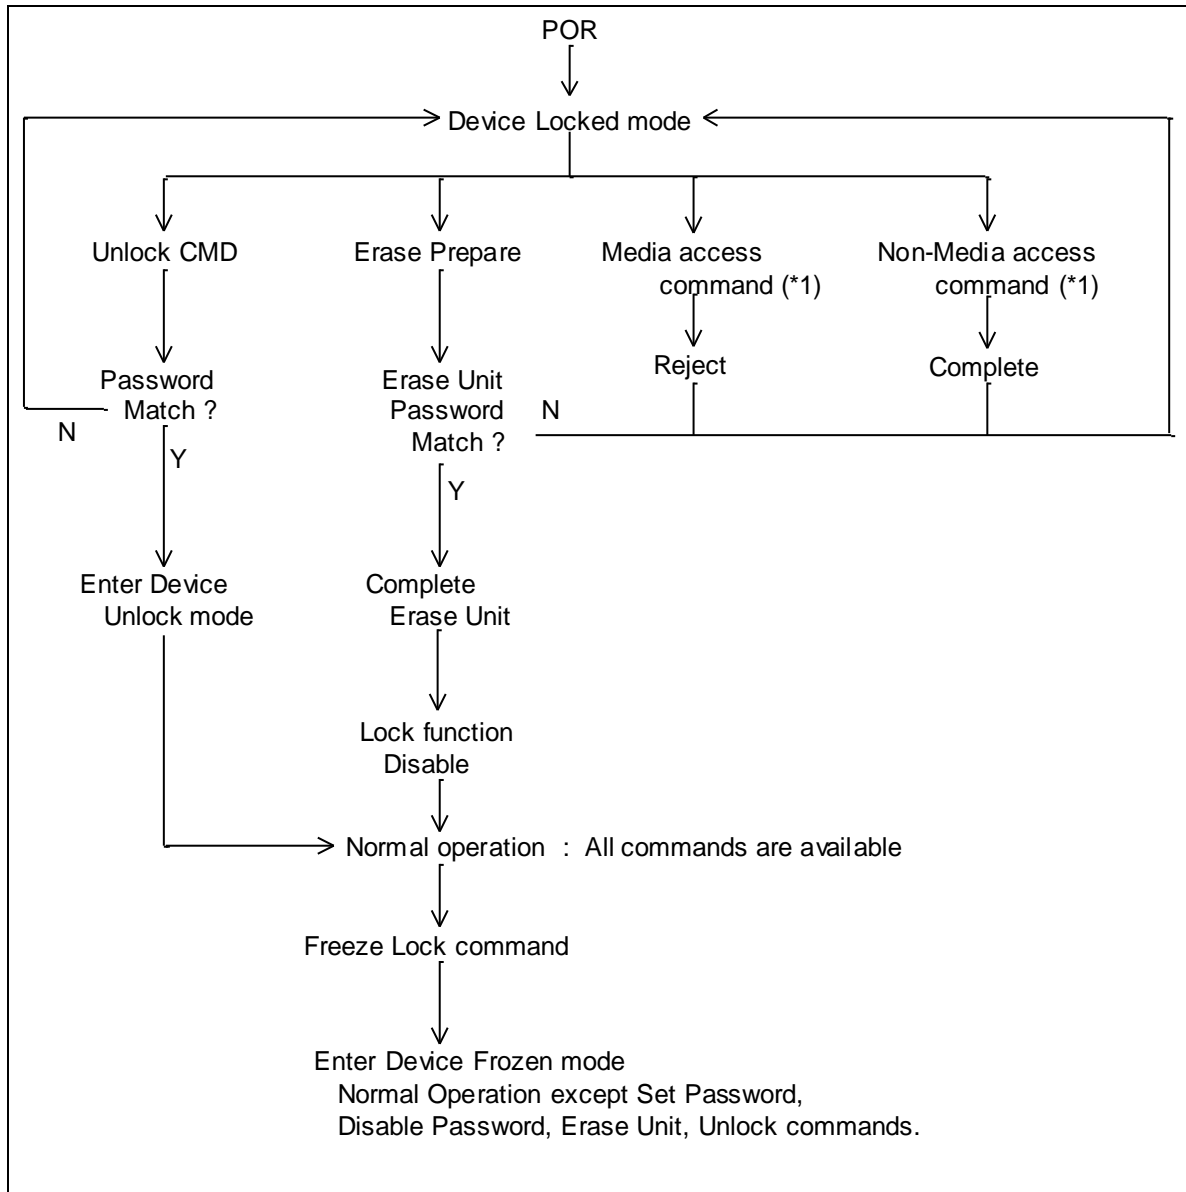 POR
Device Locked mode
Unlock CMD
Erase Prepare
Media access
command (*1)
Non-Media access
command (*1)
Password
Match ?
N
Y
Erase Unit
Password
Match ?
N
Y
Reject
Complete
Enter Device
Unlock mode
Complete
Erase Unit
Lock function
Disable
Normal operation : All commands are available
Freeze Lock command
Enter Device Frozen mode
Normal Operation except Set Password,
Disable Password, Erase Unit, Unlock commands.